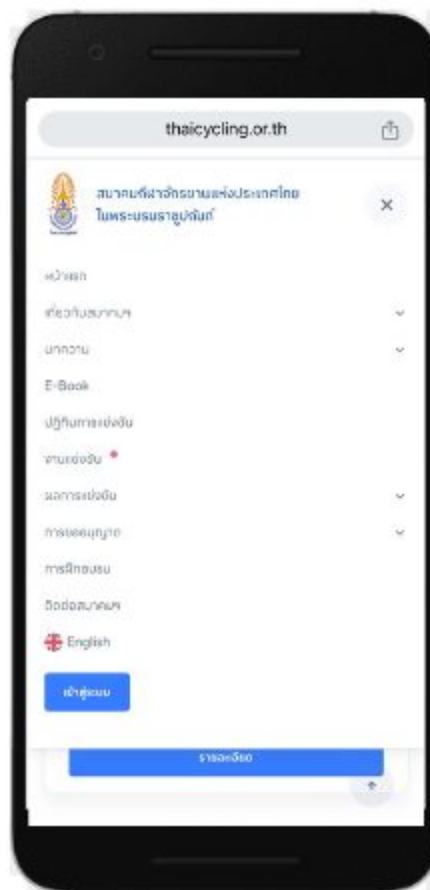 thaicycling.or.th
สมาคมกีฬาจักรยานแห่งประเทศไทย
ในพระบรมราชูปถัมภ์
หน้าแรก
เกี่ยวกับสมาคมฯ
บทความ
E-Book
ปฏิทินการแข่งขัน
งานแข่งขัน
ผลการแข่งขัน
การขออนุญาต
การฝึกอบรม
ติดต่อสมาคมฯ
English
เข้าสู่ระบบ
รายละเอียด